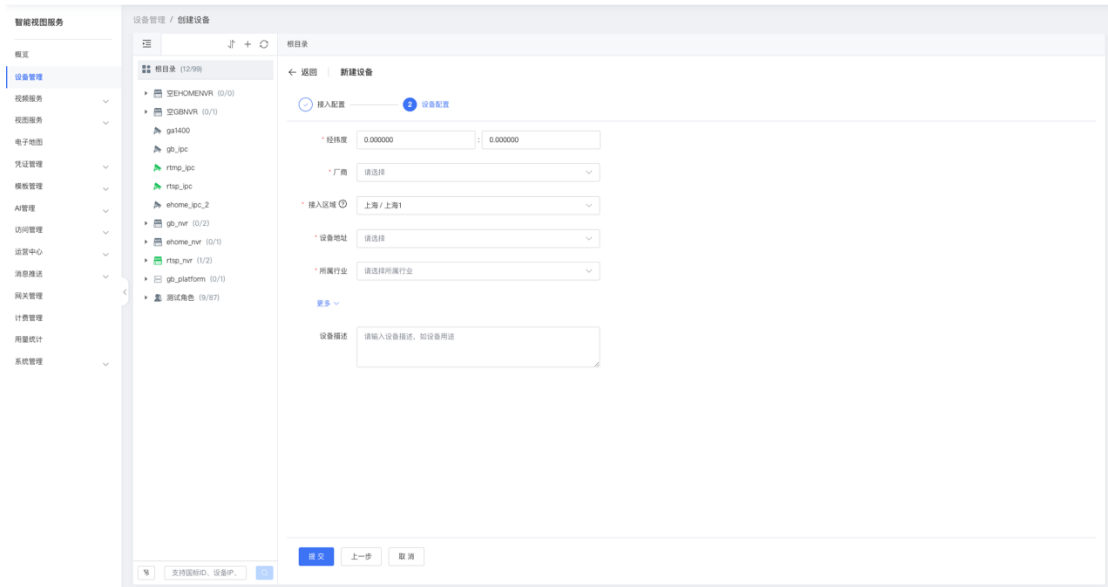 智能视图服务
概览
设备管理
视频服务
视图服务
电子地图
凭证管理
模板管理
AI管理
访问管理
运营中心
消息推送
网关管理
计费管理
用量统计
系统管理
设备管理 / 创建设备
根目录 (12/99)
空EHOMENVR (0/0)
空GBNVR (0/1)
ga1400
gb_ipc
rtmp_ipc
rtsp_ipc
ehome_ipc_2
gb_nvr (0/2)
ehome_nvr (0/1)
rtsp_nvr (1/2)
gb_platform (0/1)
测试角色 (9/87)
支持国标ID、设备IP、
根目录
← 返回 新建设备
接入配置 2 设备配置
* 经纬度 0.000000 : 0.000000
* 厂商 请选择
* 接入区域 上海 / 上海1
* 设备地址 请选择
* 所属行业 请选择所属行业
更多
设备描述 请输入设备描述，如设备用途
提交 上一步 取消